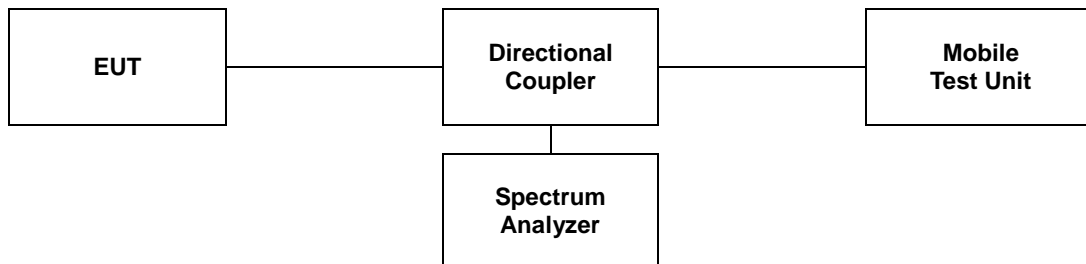 EUT
Directional
Coupler
Mobile
Test Unit
Spectrum
Analyzer